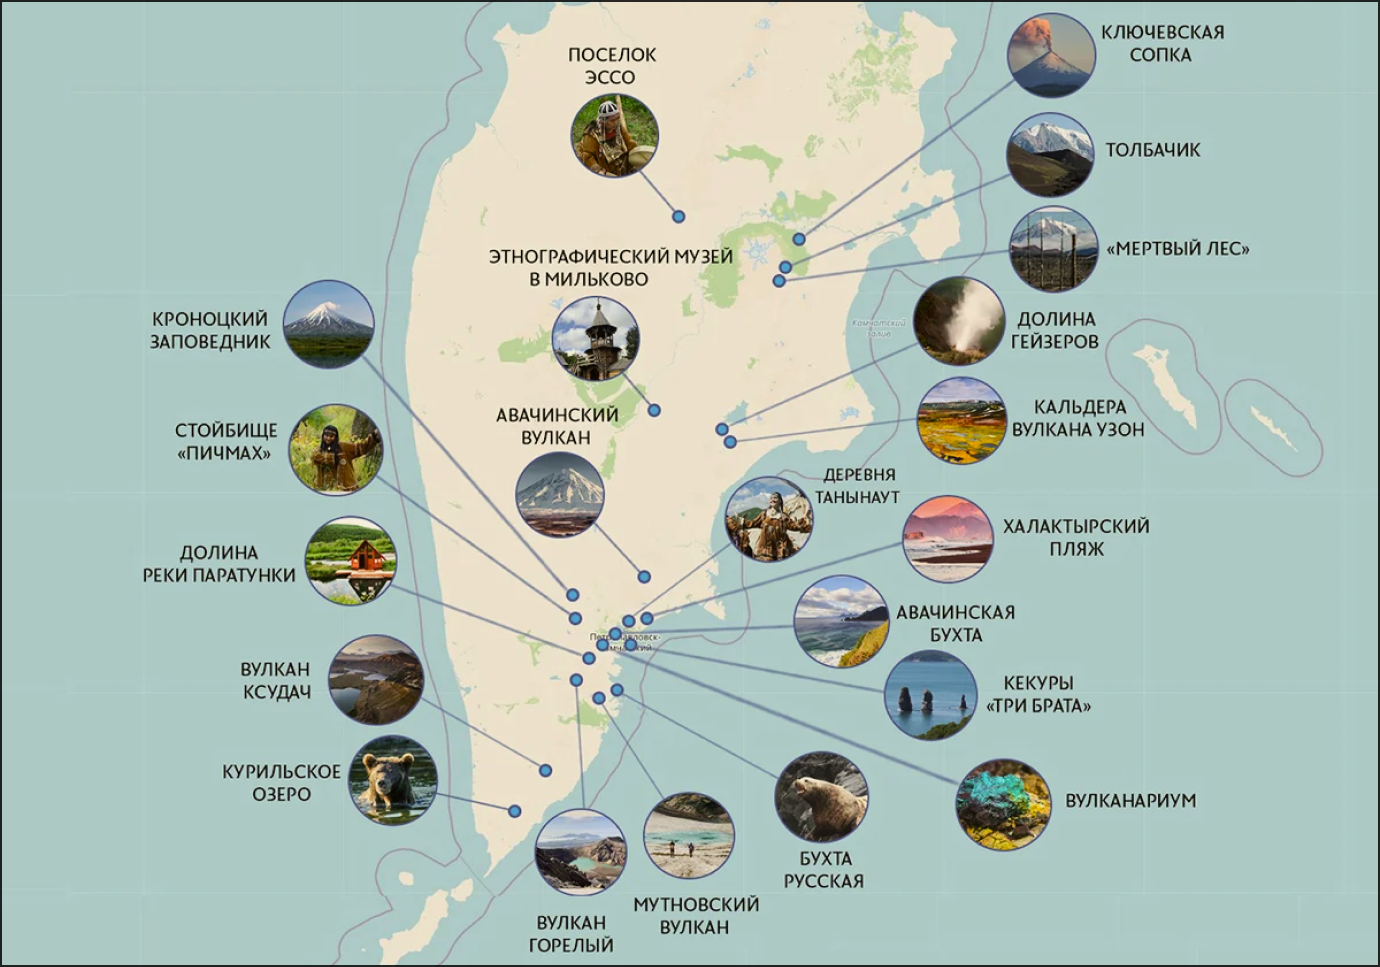 ПОСЕЛОК
ЭССО
КЛЮЧЕВСКАЯ
СОПКА
ТОЛБАЧИК
«МЕРТВЫЙ ЛЕС»
ЭТНОГРАФИЧЕСКИЙ МУЗЕЙ
В МИЛЬКОВО
КРОНОЦКИЙ
ЗАПОВЕДНИК
Камчатский
залив
ДОЛИНА
ГЕЙЗЕРОВ
АВАЧИНСКИЙ
ВУЛКАН
КАЛЬДЕРА
ВУЛКАНА УЗОН
СТОЙБИЩЕ
«ПИЧМАХ»
ДЕРЕВНЯ
ТАНЫНАУТ
ХАЛАКТЫРСКИЙ
ПЛЯЖ
ДОЛИНА
РЕКИ ПАРАТУНКИ
АВАЧИНСКАЯ
БУХТА
ВУЛКАН
КСУДАЧ
КЕКУРЫ
«ТРИ БРАТА»
КУРИЛЬСКОЕ
ОЗЕРО
ВУЛКАНАРИУМ
БУХТА
РУССКАЯ
МУТНОВСКИЙ
ВУЛКАН
ВУЛКАН
ГОРЕЛЫЙ